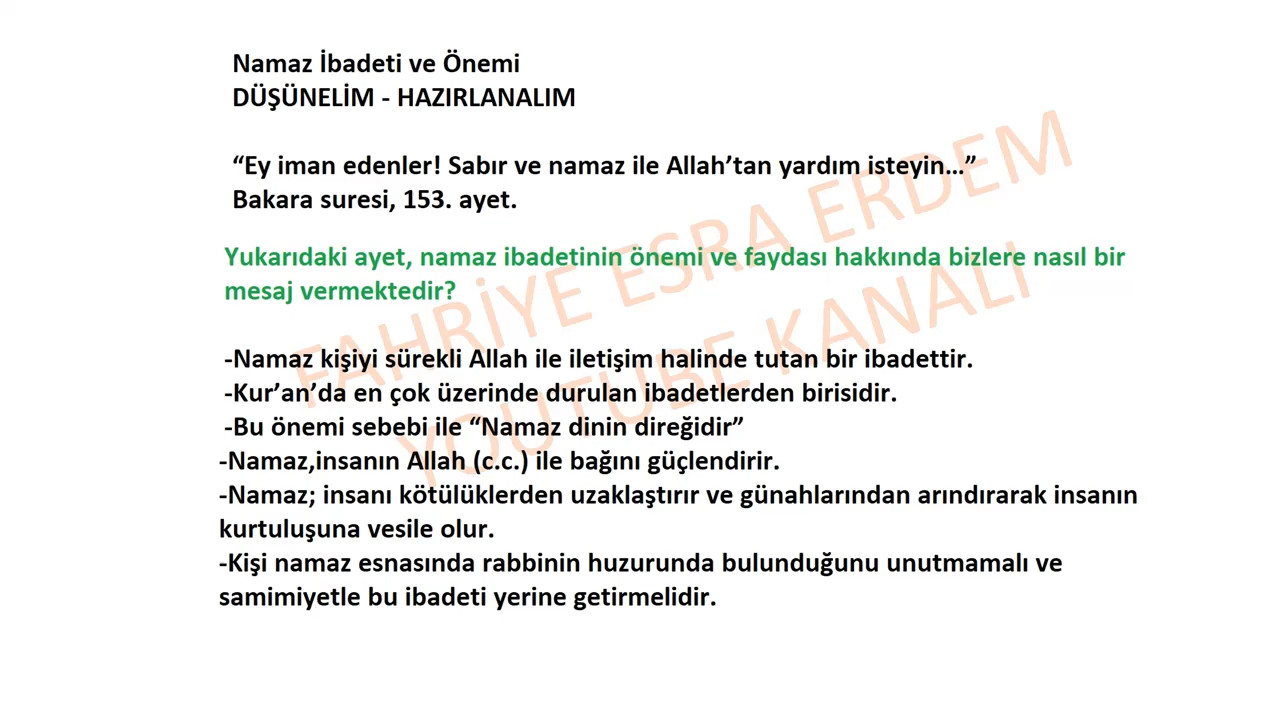 Namaz İbadeti ve Önemi
DÜŞÜNELİM - HAZIRLANALIM
“Ey iman edenler! Sabır ve namaz ile Allah’tan yardım isteyin…”
Bakara suresi, 153. ayet.
Yukarıdaki ayet, namaz ibadetinin önemi ve faydası hakkında bizlere nasıl bir
mesaj vermektedir?
-Namaz kişiyi sürekli Allah ile iletişim halinde tutan bir ibadettir.
-Kur’an’da en çok üzerinde durulan ibadetlerden birisidir.
-Bu önemi sebebi ile “Namaz dinin direğidir”
-Namaz,insanın Allah (c.c.) ile bağını güçlendirir.
-Namaz; insanı kötülüklerden uzaklaştırır ve günahlarından arındırarak insanın
kurtuluşuna vesile olur.
-Kişi namaz esnasında rabbinin huzurunda bulunduğunu unutmamalı ve
samimiyetle bu ibadeti yerine getirmelidir.
FAHRİYE ESRA ERDEM
YOUTUBE KANALI